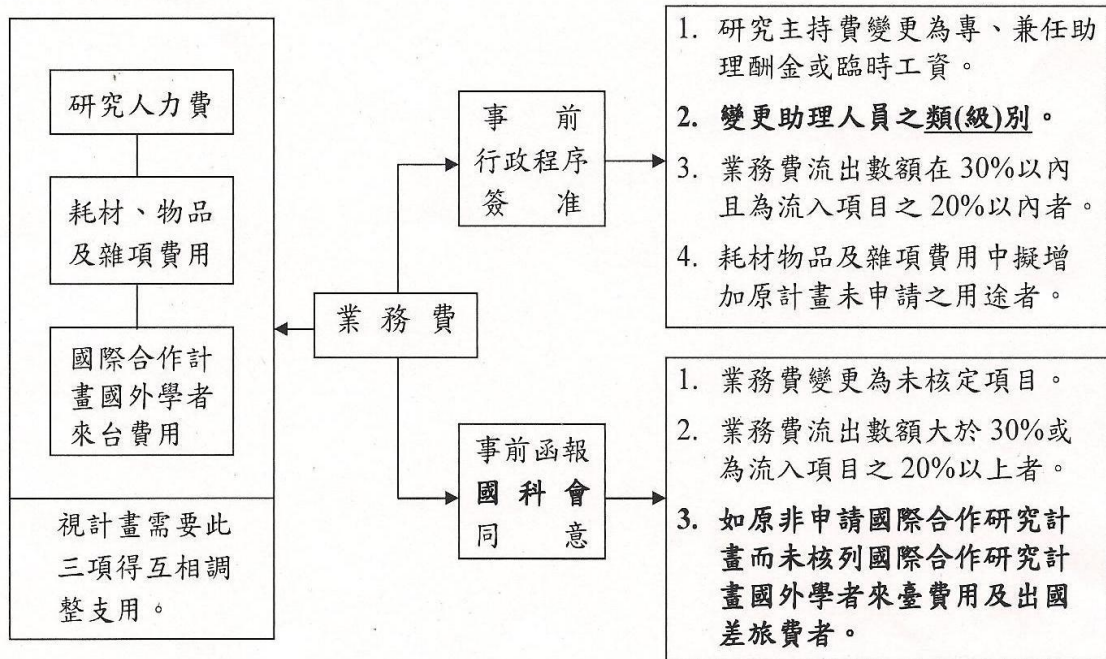 研究人力費
耗材、物品
及雜項費用
國際合作計
畫國外學者
來台費用
視計畫需要此
三項得互相調
整支用。
業務費
事前
行政程序
簽准
1. 研究主持費變更為專、兼任助
理酬金或臨時工資。
2. 變更助理人員之類(級)別。
3. 業務費流出數額在 30%以內
且為流入項目之 20%以內者。
4. 耗材物品及雜項費用中擬增
加原計畫未申請之用途者。
事前函報
國科會
同意
1. 業務費變更為未核定項目。
2. 業務費流出數額大於 30%或
為流入項目之 20%以上者。
3. 如原非申請國際合作研究計
畫而未核列國際合作研究計
畫國外學者來臺費用及出國
差旅費者。